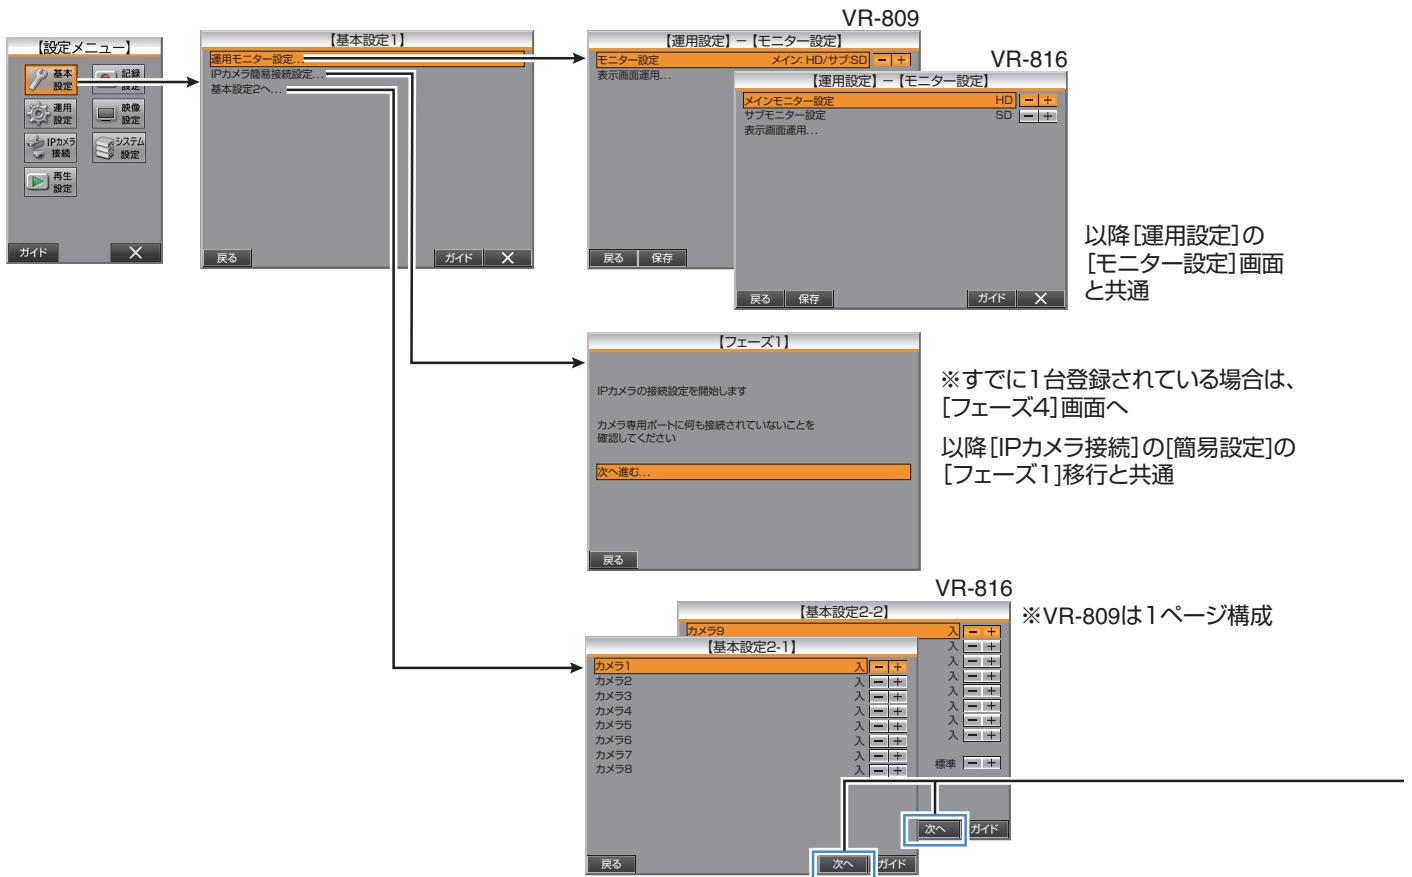 【設定メニュー】
基本
設定
記録
設定
運用
設定
映像
設定
IPカメラ
接続
システム
設定
再生
設定
ガイド
×
【基本設定1】
運用モニター設定...
IPカメラ簡易接続設定...
基本設定2へ...
戻る
ガイド
×
VR-809
【運用設定】－【モニター設定】
モニター設定 メイン: HD/サブ:SD － ＋
表示画面運用...
戻る
保存
VR-816
【運用設定】－【モニター設定】
メインモニター設定 HD － ＋
サブモニター設定 SD － ＋
表示画面運用...
戻る
保存
ガイド
×
以降[運用設定]の
[モニター設定]画面
と共通
【フェーズ1】
IPカメラの接続設定を開始します
カメラ専用ポートに何も接続されていないことを
確認してください
次へ進む...
戻る
※すでに1台登録されている場合は、
[フェーズ4]画面へ
以降[IPカメラ接続]の[簡易設定]の
[フェーズ1]移行と共通
VR-816
※VR-809は1ページ構成
【基本設定2-2】
カメラ9 入 － ＋
入 － ＋
入 － ＋
入 － ＋
入 － ＋
入 － ＋
入 － ＋
入 － ＋
標準 － ＋
次へ
ガイド
【基本設定2-1】
カメラ1 入 － ＋
カメラ2 入 － ＋
カメラ3 入 － ＋
カメラ4 入 － ＋
カメラ5 入 － ＋
カメラ6 入 － ＋
カメラ7 入 － ＋
カメラ8 入 － ＋
戻る
次へ
ガイド